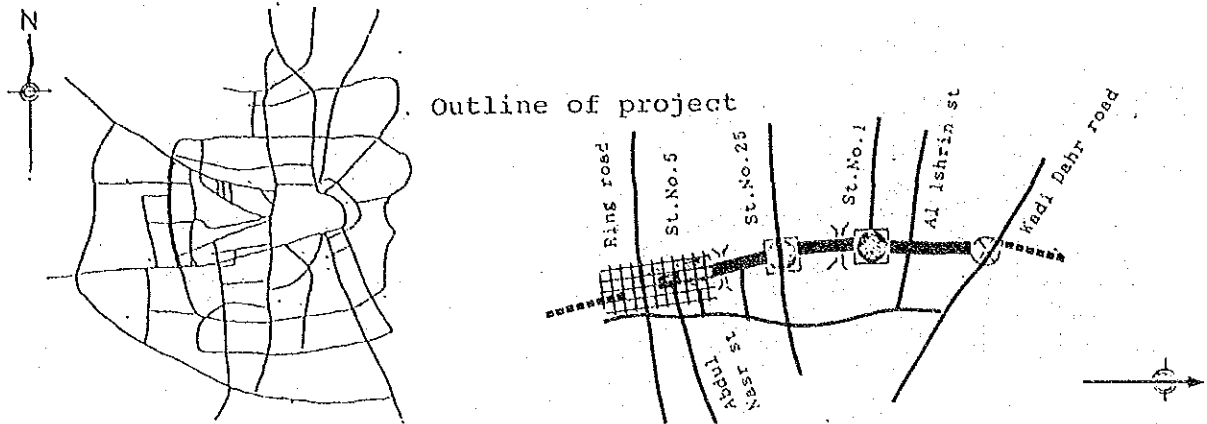 N
Outline of project
Ring road
St.No.5
St.No.25
St.No.1
Al Ishrin st
Wadi Dahr road
Abdul
Nasr st